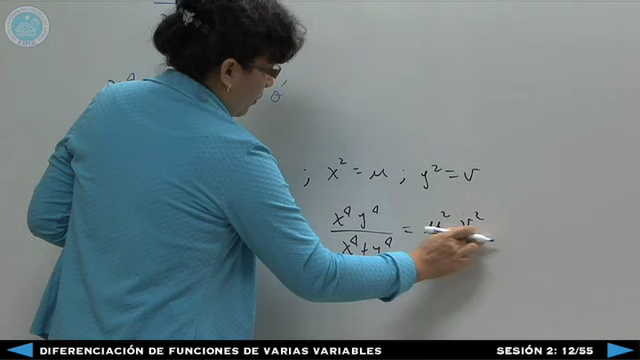 ; x² = u ; y² = v
x⁴ y⁴ / x⁴ + y⁴ = u² v²
DIFERENCIACIÓN DE FUNCIONES DE VARIAS VARIABLES
SESIÓN 2: 12/55